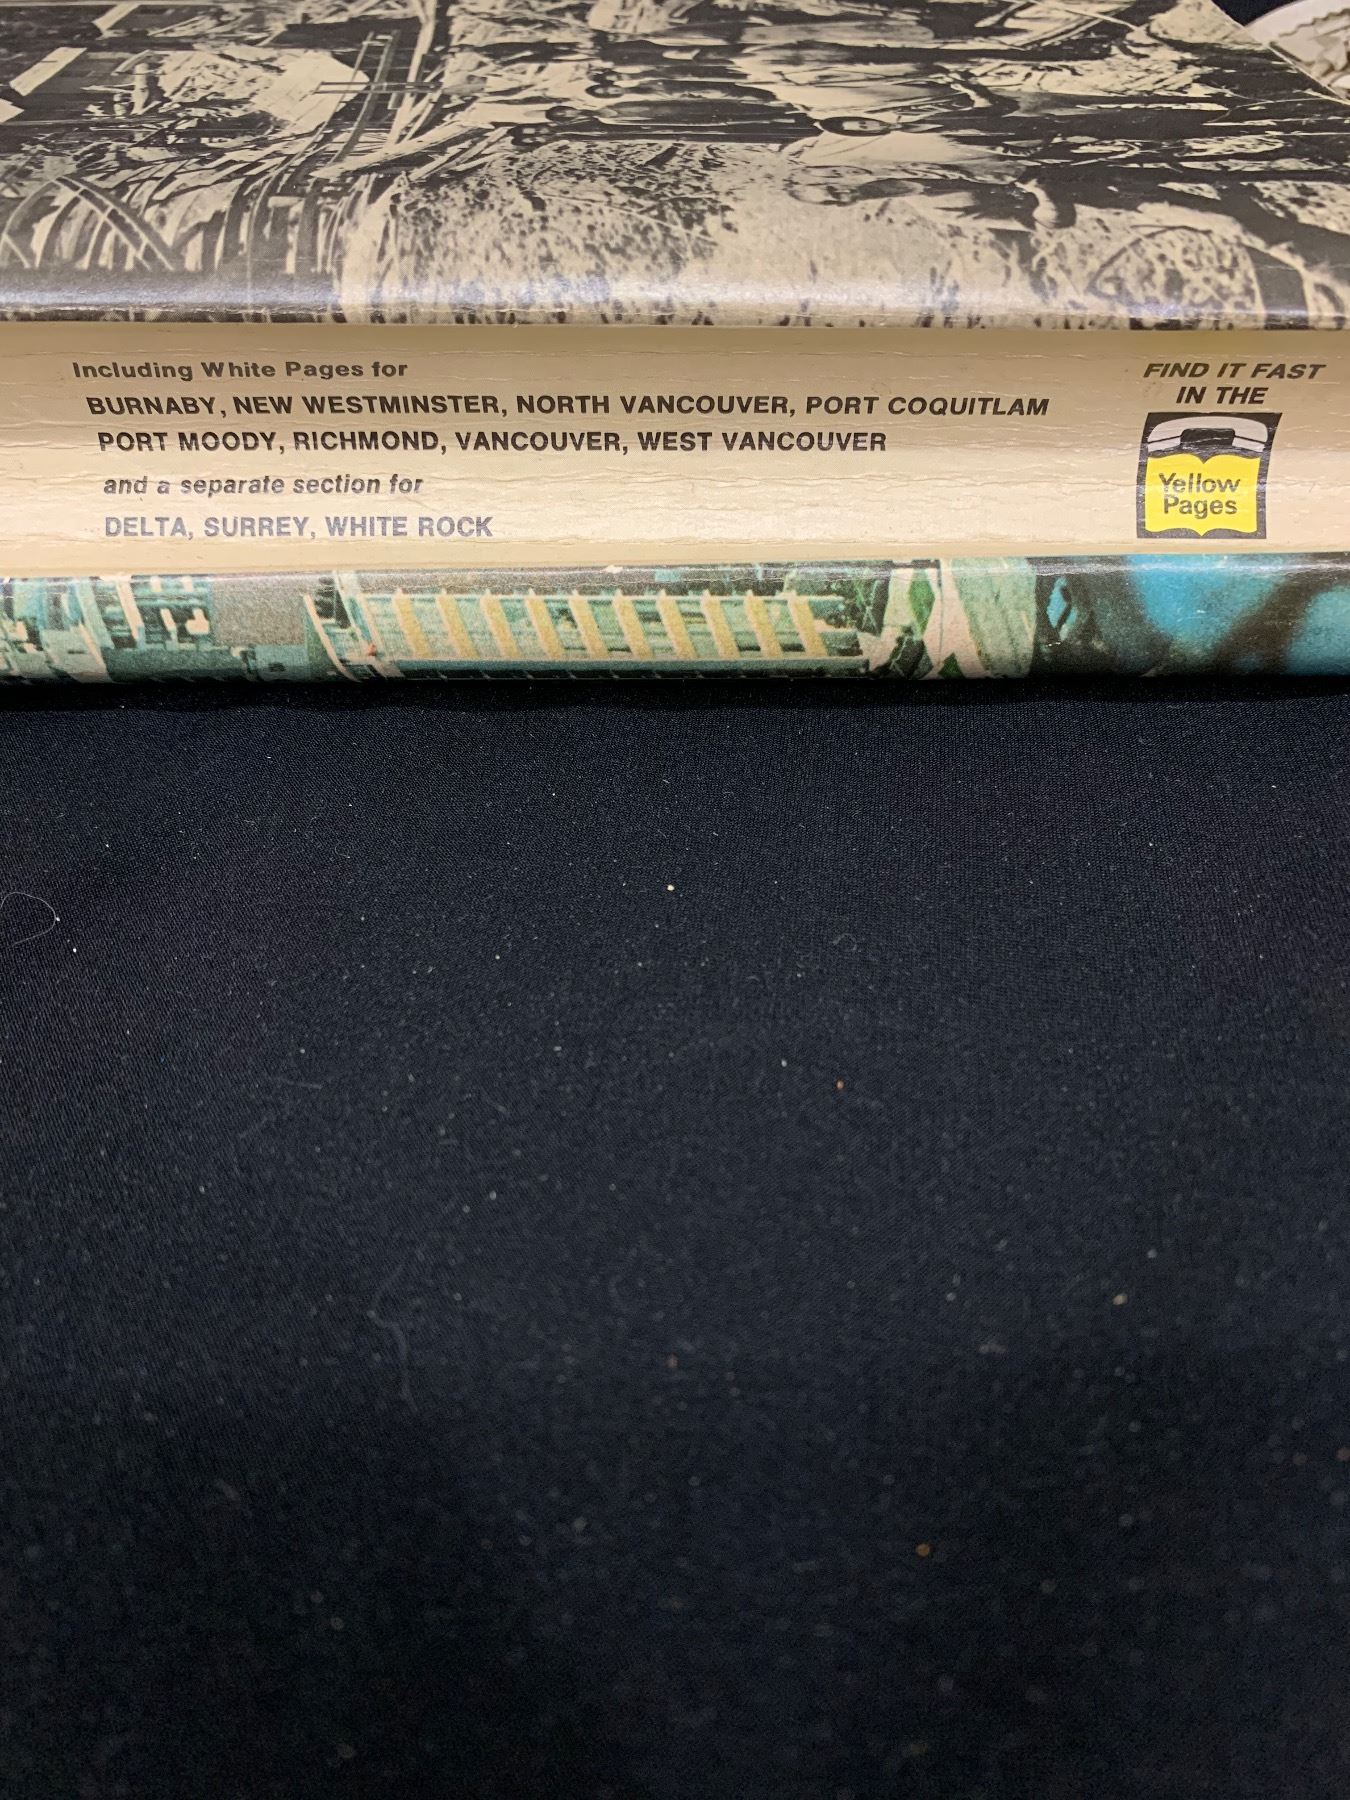 Including White Pages for
BURNABY, NEW WESTMINSTER, NORTH VANCOUVER, PORT COQUITLAM
PORT MOODY, RICHMOND, VANCOUVER, WEST VANCOUVER
and a separate section for
DELTA, SURREY, WHITE ROCK
FIND IT FAST
IN THE
Yellow
Pages